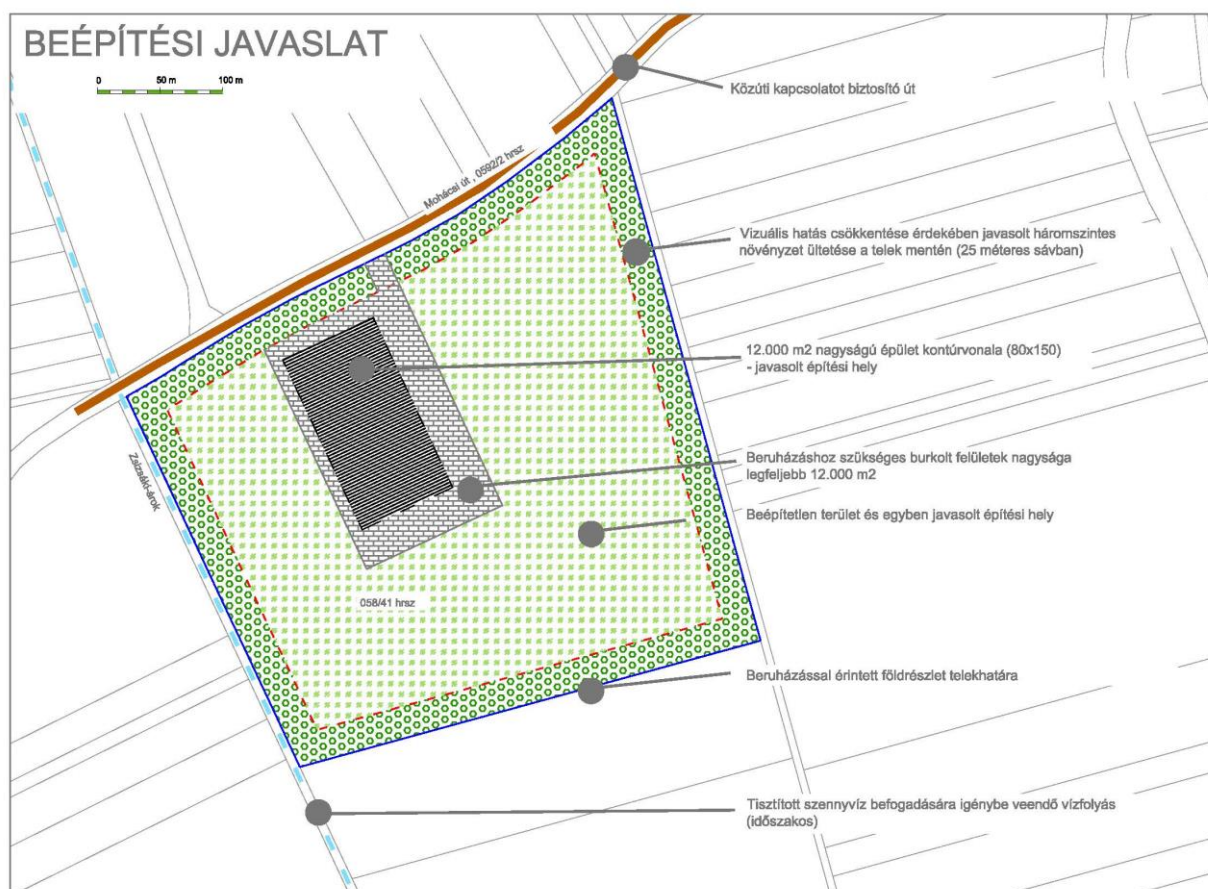 BEÉPÍTÉSI JAVASLAT
0 50 m 100 m
Közúti kapcsolatot biztosító út
Mohácsi út , 0592/2 hrsz
Vizuális hatás csökkentése érdekében javasolt háromszintes
növényzet ültetése a telek mentén (25 méteres sávban)
12.000 m2 nagyságú épület kontúrvonala (80x150)
- javasolt építési hely
Beruházáshoz szükséges burkolt felületek nagysága
legfeljebb 12.000 m2
Zalzsáki-árok
Beépítetlen terület és egyben javasolt építési hely
058/41 hrsz
Beruházással érintett földrészlet telekhatára
Tisztított szennyvíz befogadására igénybe veendő vízfolyás
(időszakos)